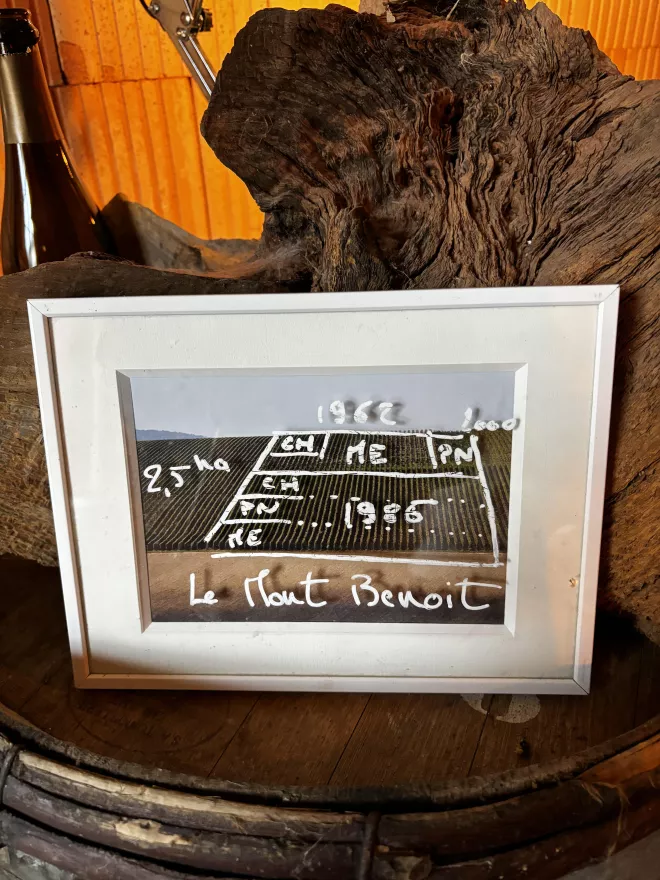 1962 2000
2,5 ha
CH ME PN
CH
PN ... 1986
ME
Le Mont Benoit